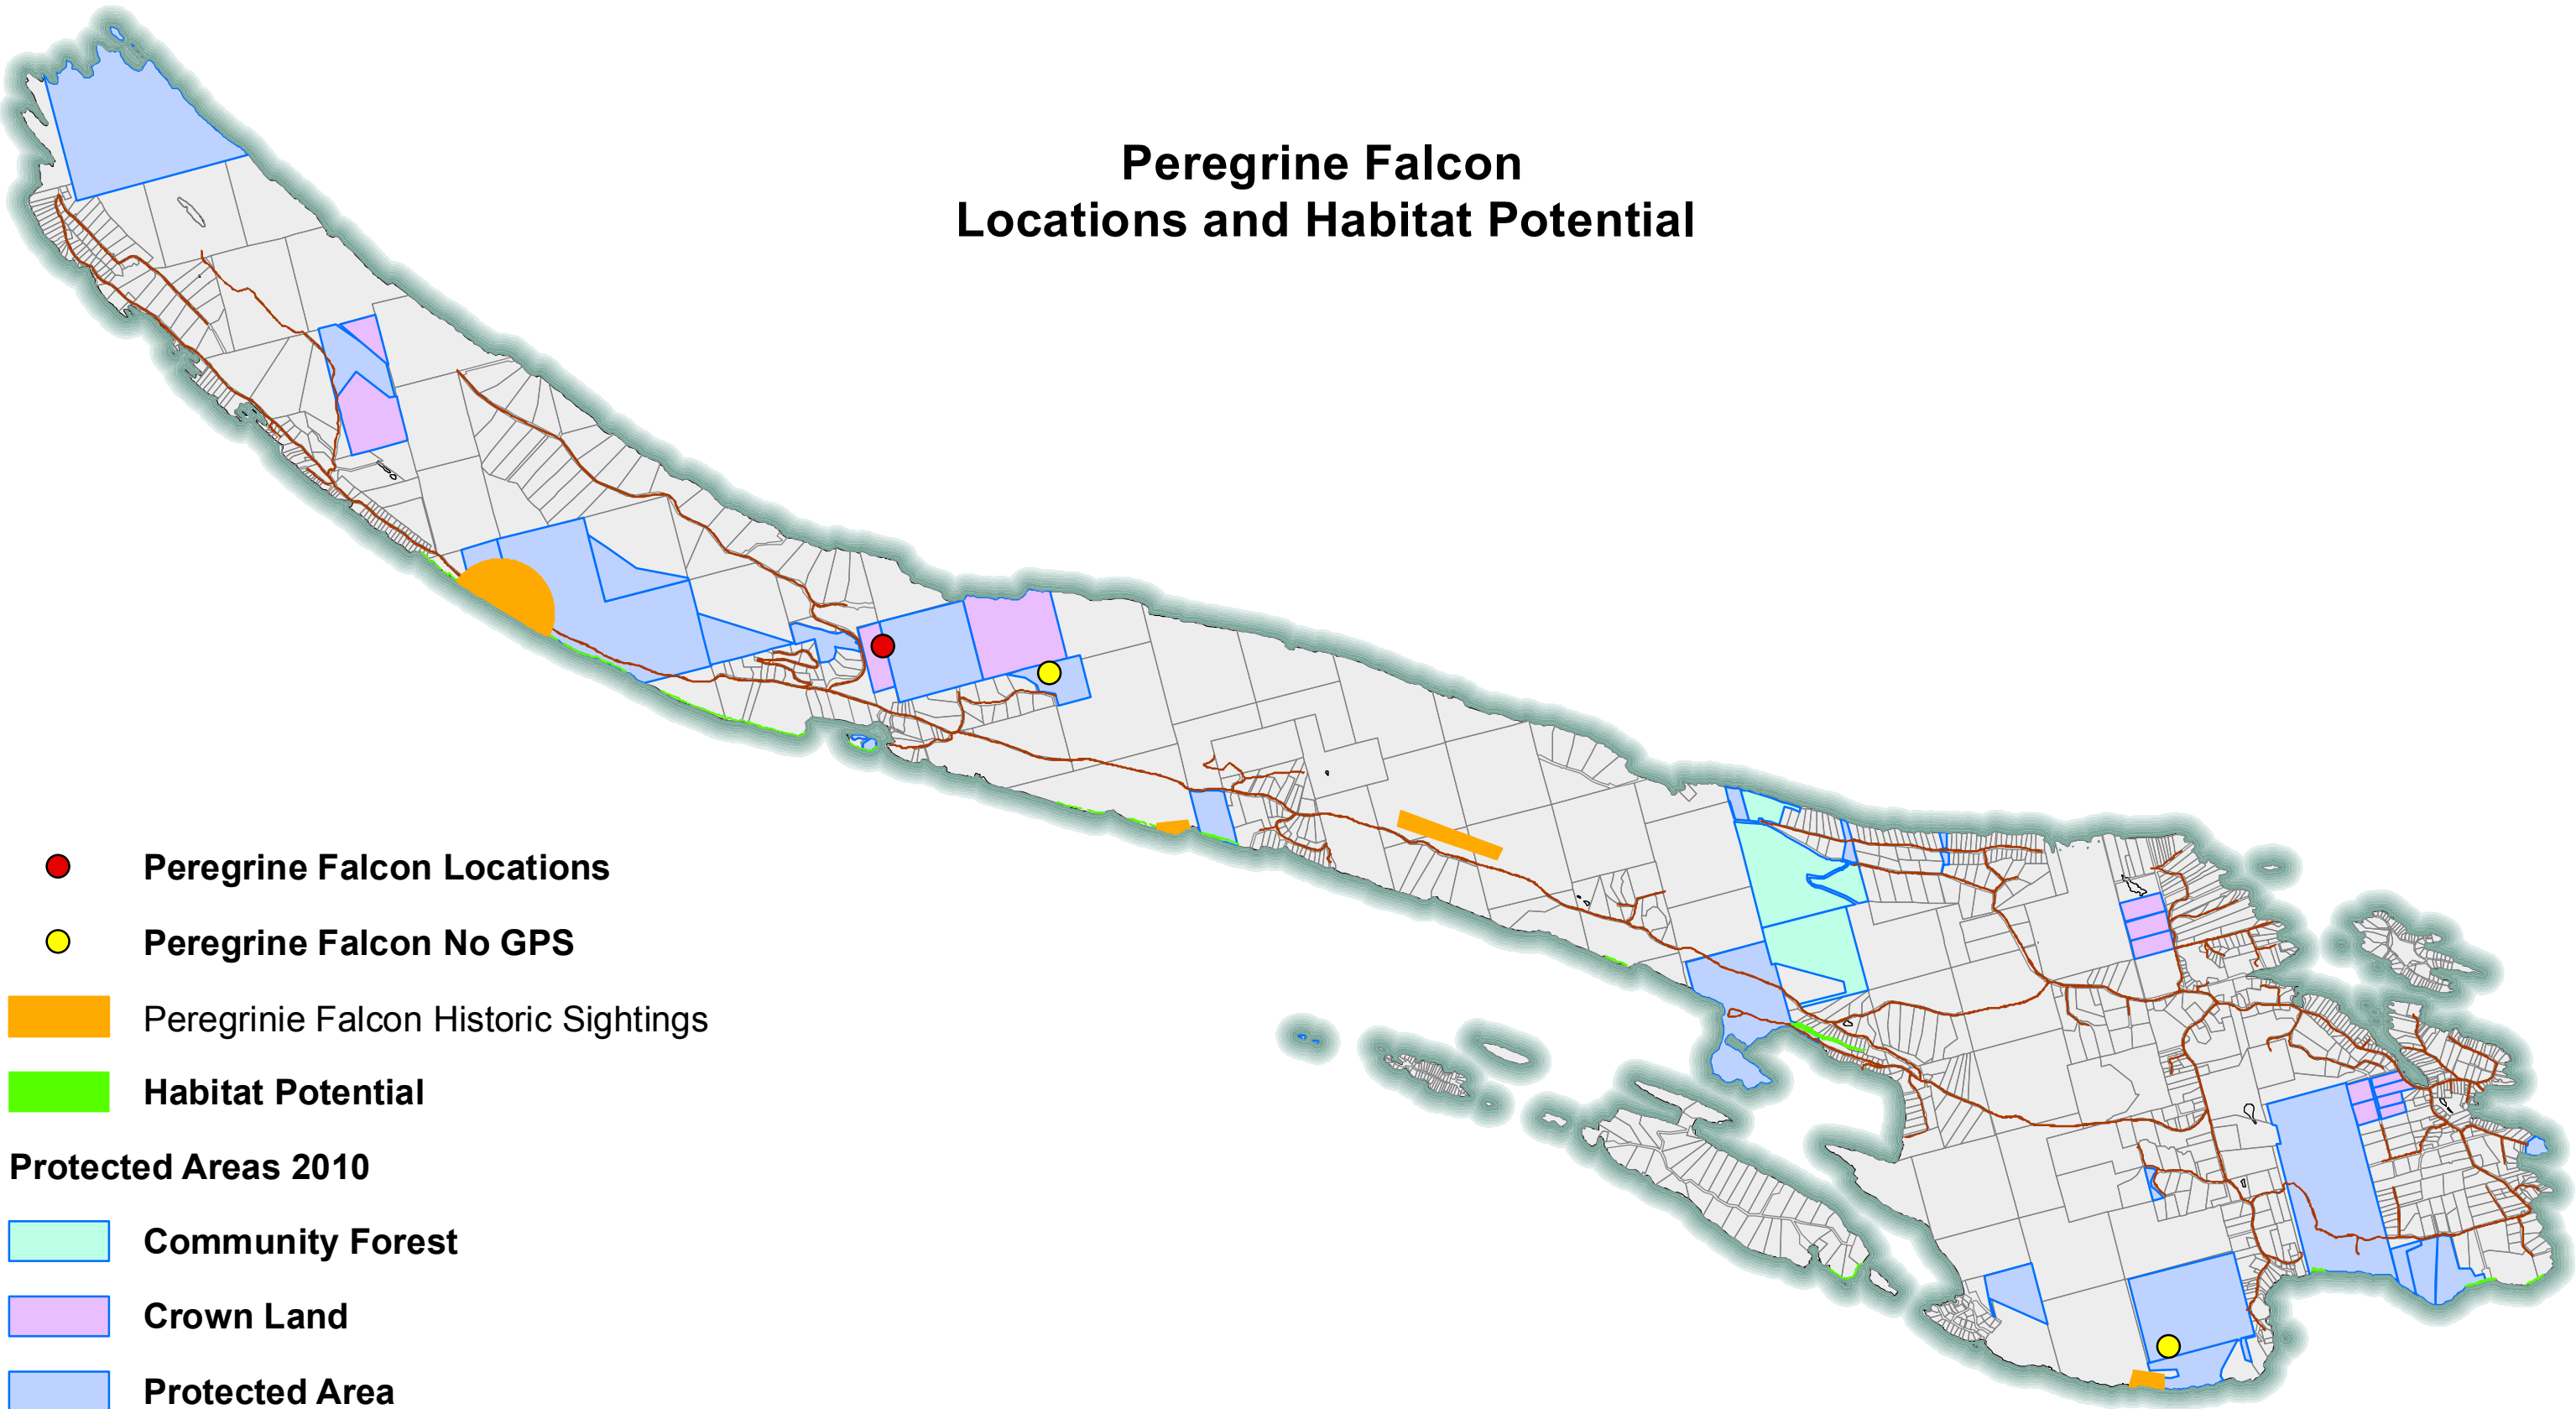 Peregrine Falcon
Locations and Habitat Potential
Peregrine Falcon Locations
Peregrine Falcon No GPS
Peregrinie Falcon Historic Sightings
Habitat Potential
Protected Areas 2010
Community Forest
Crown Land
Protected Area